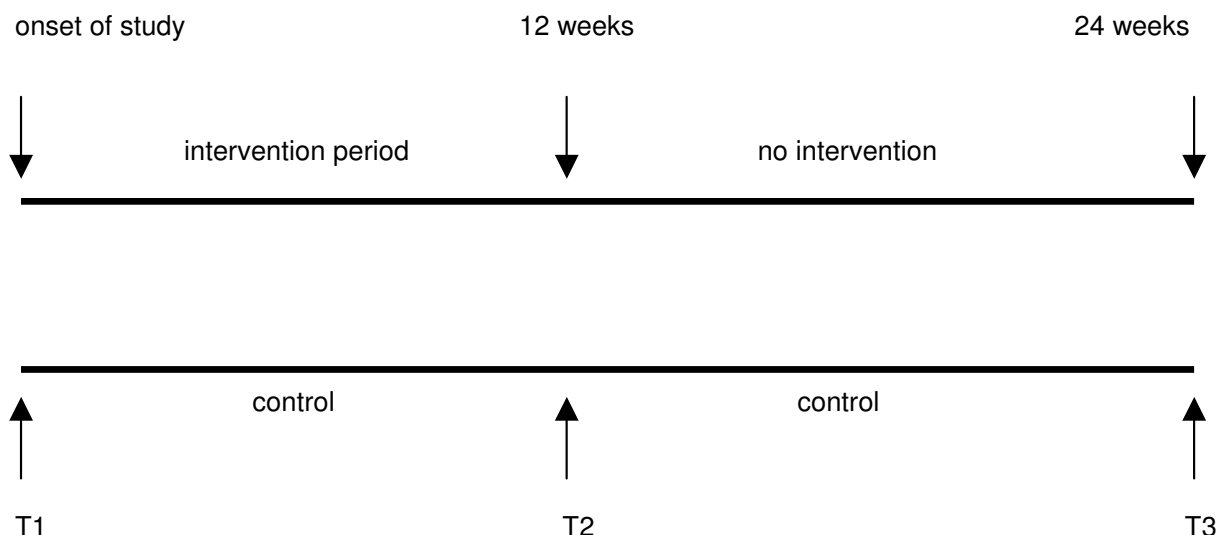 onset of study 12 weeks 24 weeks
intervention period no intervention
control control
T1 T2 T3